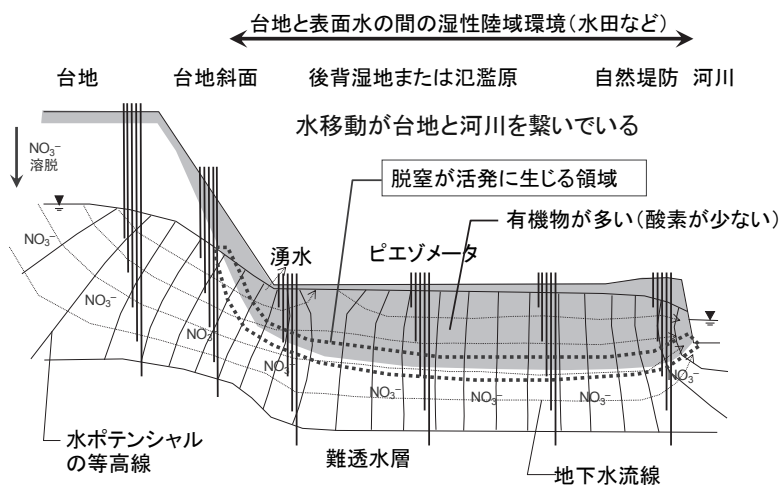 台地と表面水の間の湿性陸域環境(水田など)
台地
台地斜面
後背湿地または氾濫原
自然堤防
河川
水移動が台地と河川を繋いでいる
NO₃⁻
溶脱
脱窒が活発に生じる領域
有機物が多い(酸素が少ない)
湧水
ピエゾメータ
NO₃⁻
NO₃⁻
NO₃⁻
NO₃⁻
NO₃⁻
NO₃⁻
NO₃⁻
NO₃⁻
水ポテンシャル
の等高線
難透水層
地下水流線